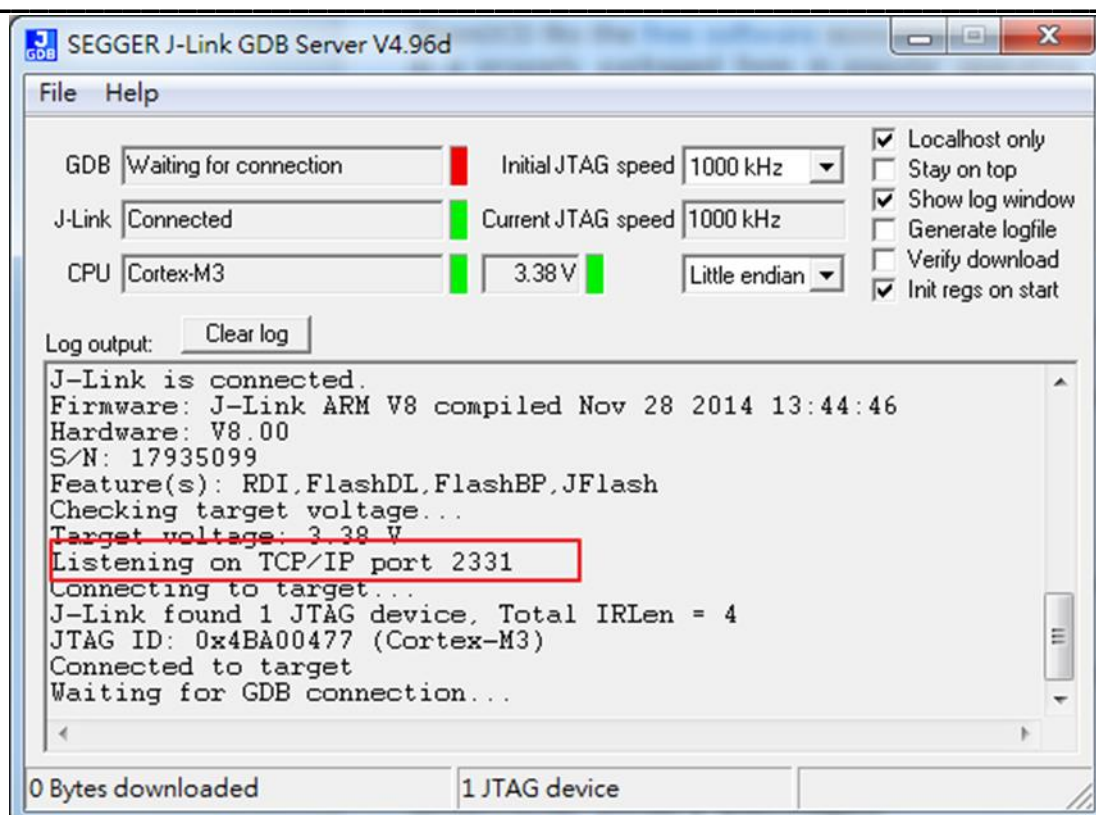 J GDB SEGGER J-Link GDB Server V4.96d
File Help
GDB Waiting for connection Initial JTAG speed 1000 kHz
J-Link Connected Current JTAG speed 1000 kHz
CPU Cortex-M3 3.38 V Little endian
Localhost only
Stay on top
Show log window
Generate logfile
Verify download
Init regs on start
Log output: Clear log
J-Link is connected.
Firmware: J-Link ARM V8 compiled Nov 28 2014 13:44:46
Hardware: V8.00
S/N: 17935099
Feature(s): RDI,FlashDL,FlashBP,JFlash
Checking target voltage...
Target voltage: 3.38 V
Listening on TCP/IP port 2331
Connecting to target...
J-Link found 1 JTAG device, Total IRLen = 4
JTAG ID: 0x4BA00477 (Cortex-M3)
Connected to target
Waiting for GDB connection...
0 Bytes downloaded 1 JTAG device